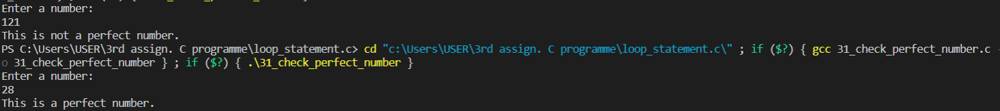 Enter a number:
121
This is not a perfect number.
PS C:\Users\USER\3rd assign. C programme\loop_statement.c> cd "c:\Users\USER\3rd assign. C programme\loop_statement.c\" ; if ($?) { gcc 31_check_perfect_number.c -
o 31_check_perfect_number } ; if ($?) { .\31_check_perfect_number }
Enter a number:
28
This is a perfect number.